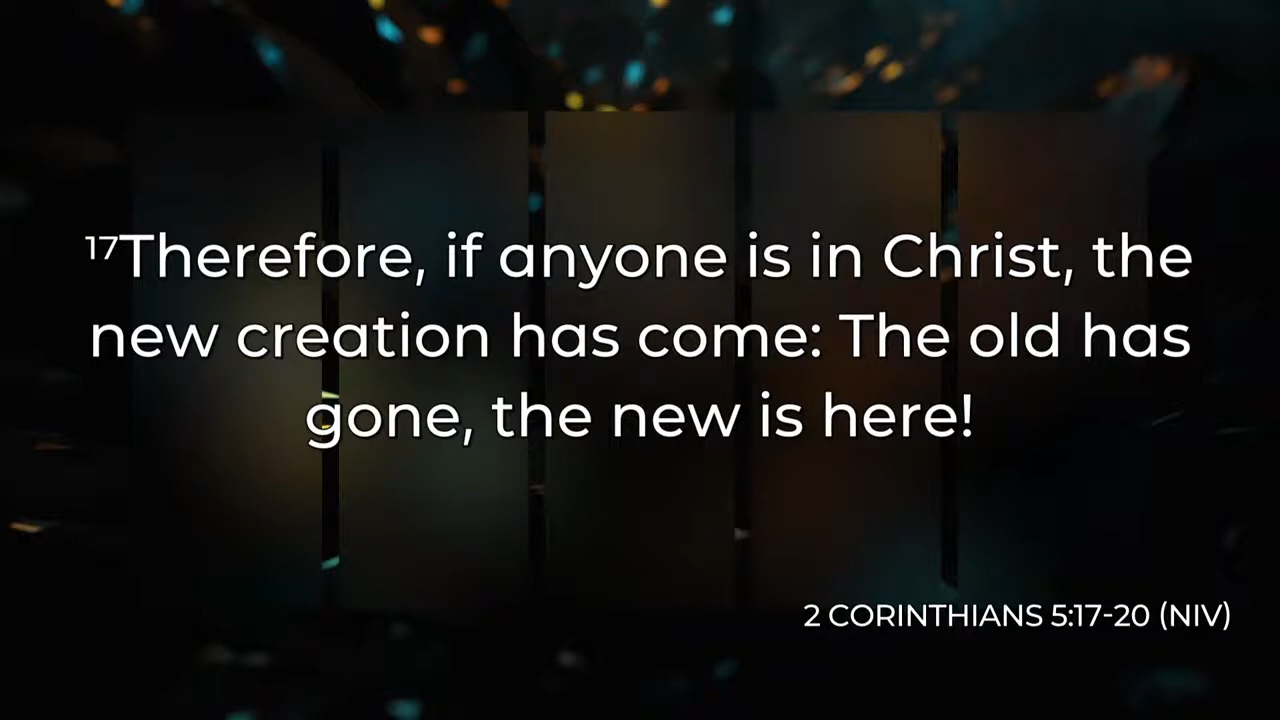 ¹⁷Therefore, if anyone is in Christ, the
new creation has come: The old has
gone, the new is here!
2 CORINTHIANS 5:17-20 (NIV)